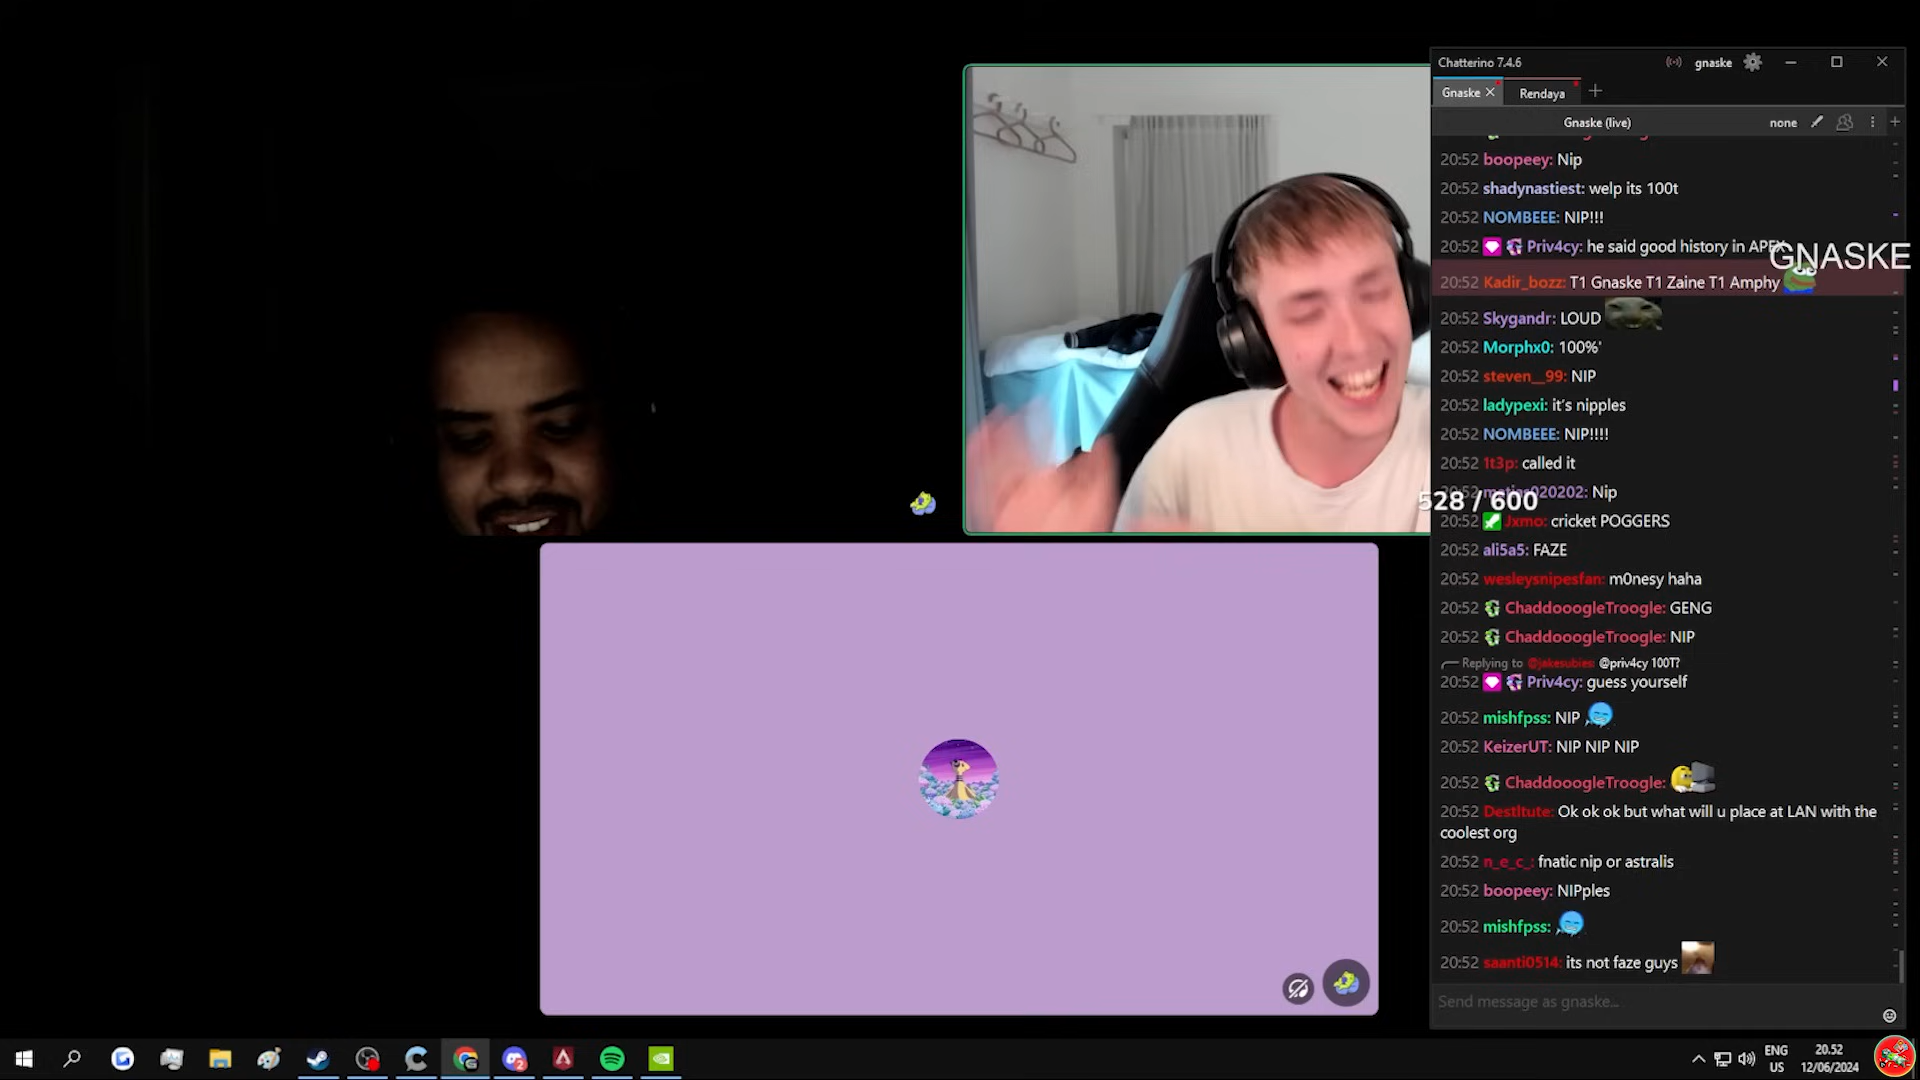 Chatterino 7.4.6
gnaske
Gnaske
Rendaya
Gnaske (live)
none
20:52 boopeey: Nip
20:52 shadynastiest: welp its 100t
20:52 NOMBEEE: NIP!!!
20:52 Priv4cy: he said good history in APEX
GNASKE
20:52 Kadir_bozz: T1 Gnaske T1 Zaine T1 Amphy
20:52 Skygandr: LOUD
20:52 Morphx0: 100%'
20:52 steven__99: NIP
20:52 ladypexi: it's nipples
20:52 NOMBEEE: NIP!!!!
20:52 1t3p: called it
20:52 Nip
528 / 600
20:52 Jxmo: cricket POGGERS
20:52 ali5a5: FAZE
20:52 wesleysnipesfan: m0nesy haha
20:52 ChaddooogleTroogle: GENG
20:52 ChaddooogleTroogle: NIP
Replying to @jakesubies: @priv4cy 100T?
20:52 Priv4cy: guess yourself
20:52 mishfpss: NIP
20:52 KeizerUT: NIP NIP NIP
20:52 ChaddooogleTroogle:
20:52 Destltute: Ok ok ok but what will u place at LAN with the
coolest org
20:52 n_e_c_: fnatic nip or astralis
20:52 boopeey: NIPples
20:52 mishfpss:
20:52 saanti0514: its not faze guys
Send message as gnaske...
ENG
US
20.52
12/06/2024